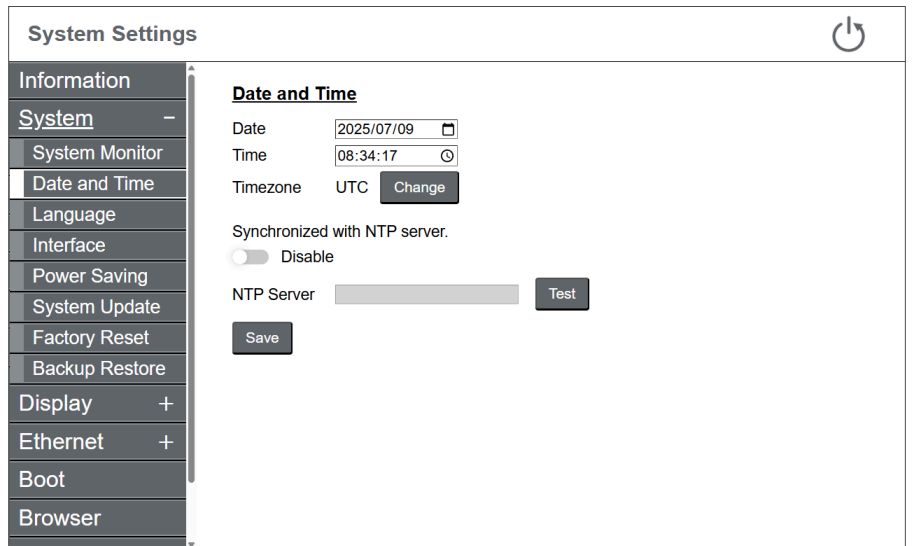 System Settings
Information
System −
System Monitor
Date and Time
Language
Interface
Power Saving
System Update
Factory Reset
Backup Restore
Display +
Ethernet +
Boot
Browser
Date and Time
Date 2025/07/09
Time 08:34:17
Timezone UTC Change
Synchronized with NTP server.
Disable
NTP Server Test
Save